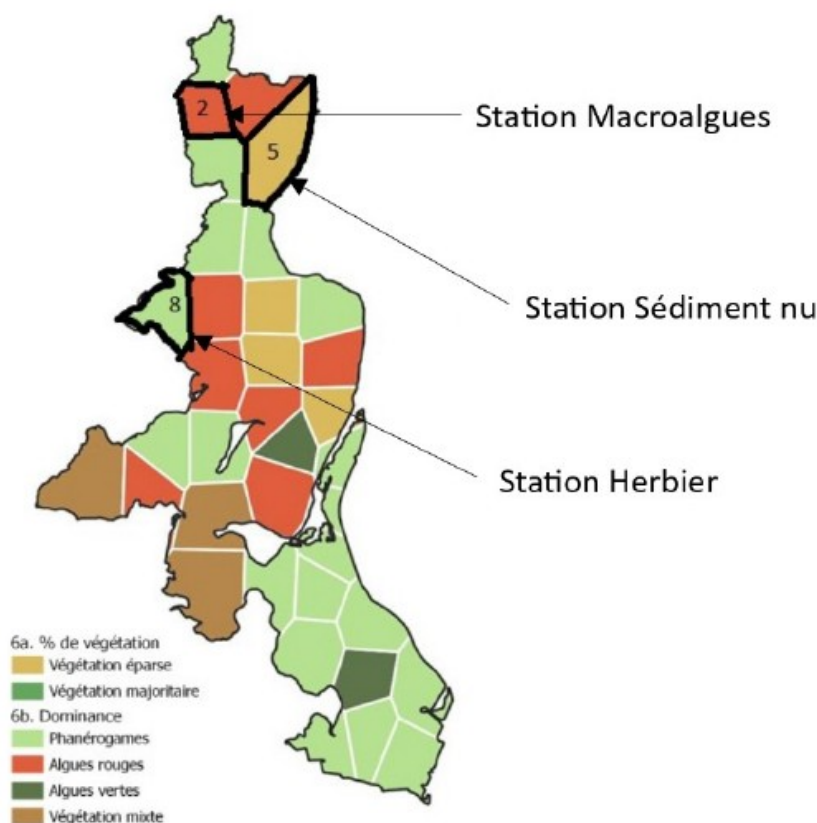 2
Station Macroalgues
5
Station Sédiment nu
8
Station Herbier
6a. % de végétation
Végétation éparse
Végétation majoritaire
6b. Dominance
Phanérogames
Algues rouges
Algues vertes
Végétation mixte